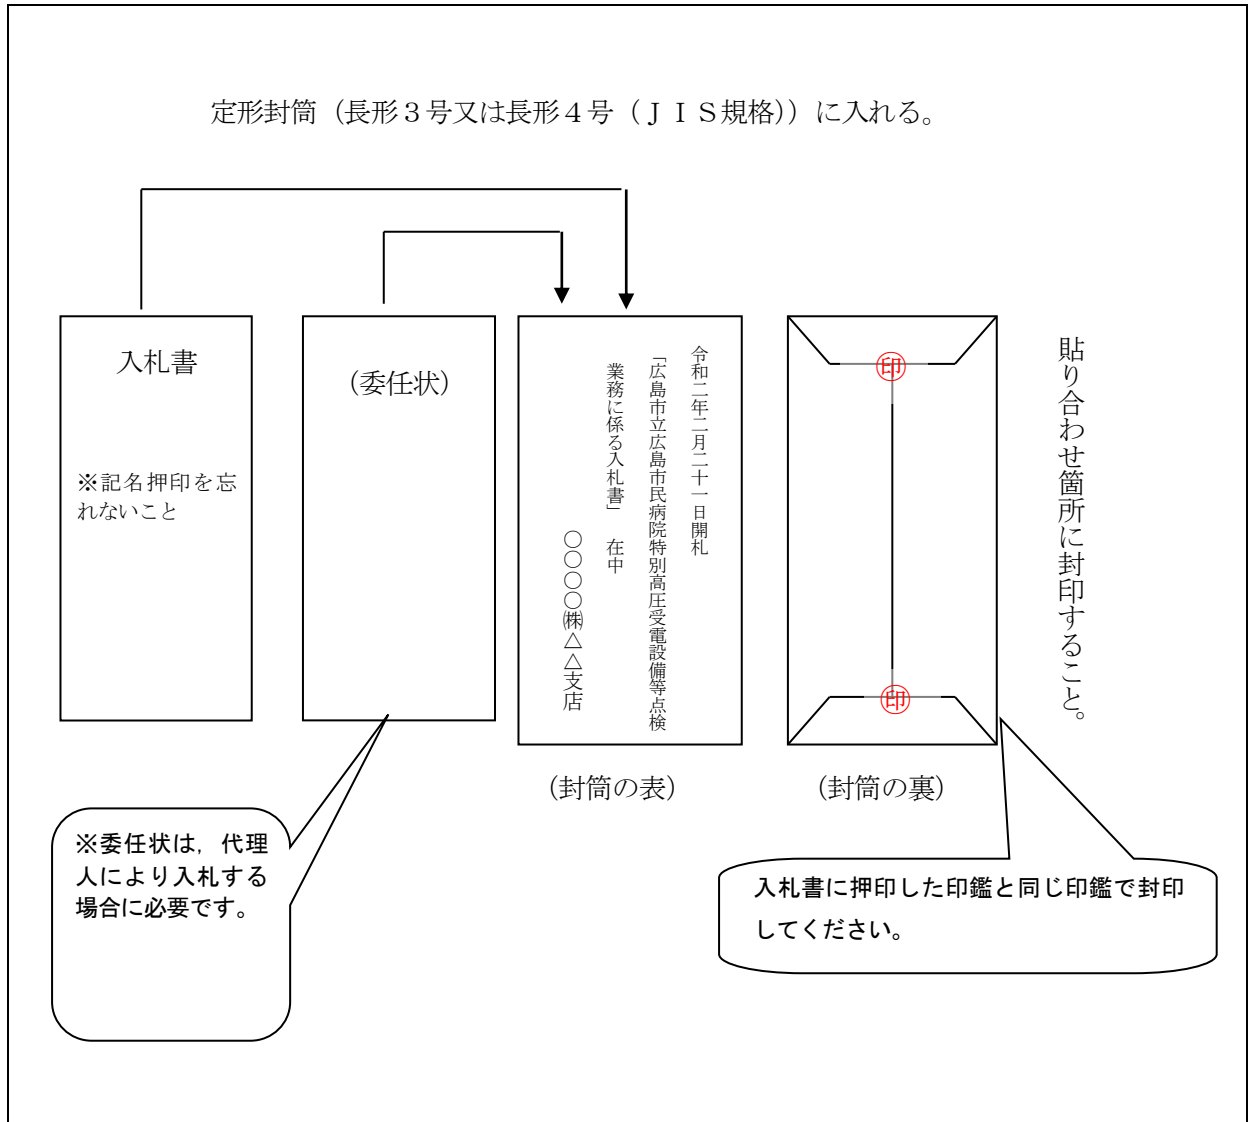 定形封筒（長形３号又は長形４号（ＪＩＳ規格））に入れる。
入札書
※記名押印を忘
れないこと
（委任状）
令和二年二月二十一日開札
「広島市立広島市民病院特別高圧受電設備等点検
業務に係る入札書」　在中
〇〇〇〇㈱△△支店
印
印
貼り合わせ箇所に封印すること。
（封筒の表）
（封筒の裏）
※委任状は，代理
人により入札する
場合に必要です。
入札書に押印した印鑑と同じ印鑑で封印
してください。